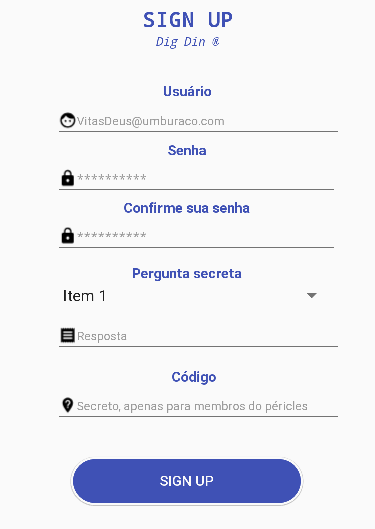 SIGN UP
Dig Din ®
Usuário
VitasDeus@umburaco.com
Senha
**********
Confirme sua senha
**********
Pergunta secreta
Item 1
Resposta
Código
Secreto, apenas para membros do péricles
SIGN UP